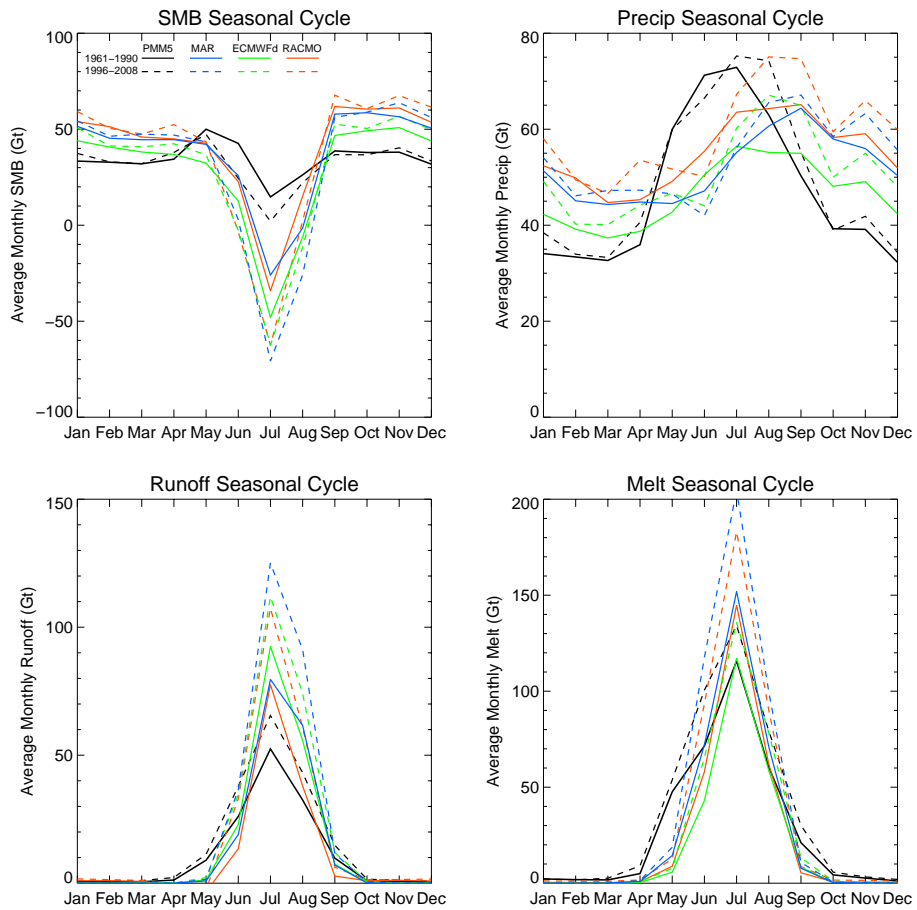 SMB Seasonal Cycle
PMM5 MAR ECMWFd RACMO
1961−1990
1996−2008
100
50
0
−50
−100
Average Monthly SMB (Gt)
Jan Feb Mar Apr May Jun Jul Aug Sep Oct Nov Dec
Precip Seasonal Cycle
80
60
40
20
0
Average Monthly Precip (Gt)
Jan Feb Mar Apr May Jun Jul Aug Sep Oct Nov Dec
Runoff Seasonal Cycle
150
100
50
0
Average Monthly Runoff (Gt)
Jan Feb Mar Apr May Jun Jul Aug Sep Oct Nov Dec
Melt Seasonal Cycle
200
150
100
50
0
Average Monthly Melt (Gt)
Jan Feb Mar Apr May Jun Jul Aug Sep Oct Nov Dec